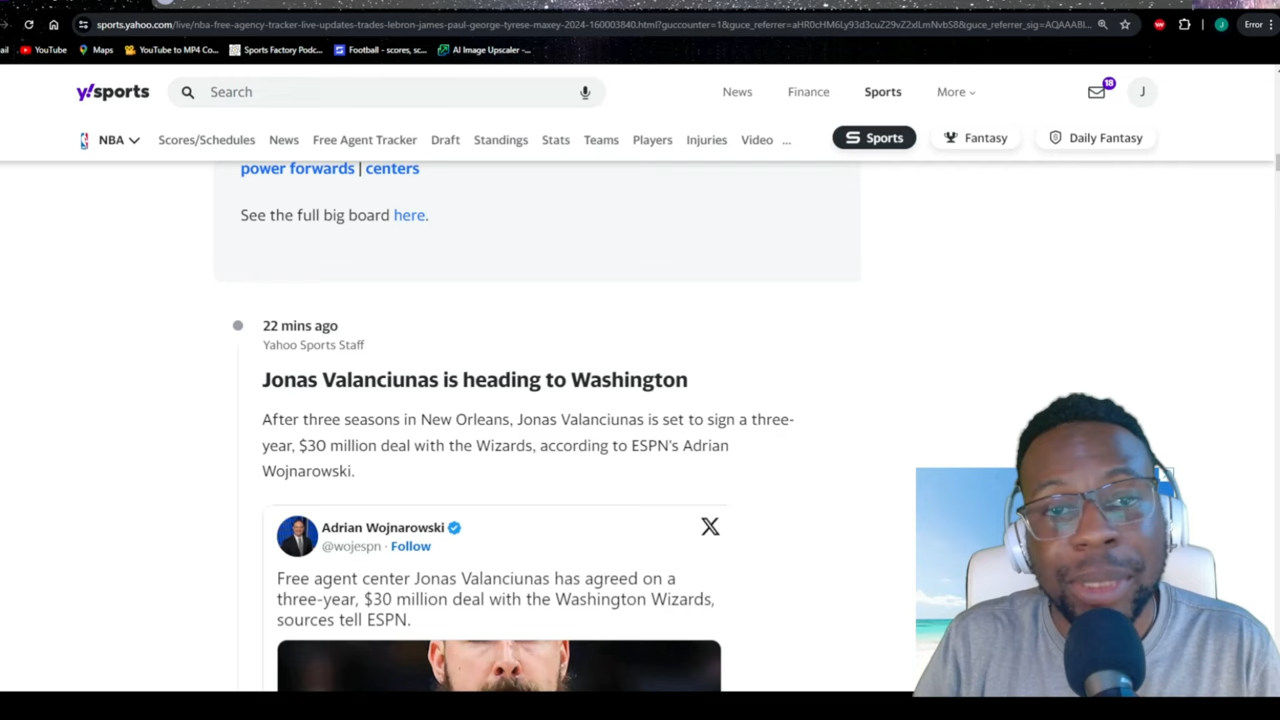 sports.yahoo.com/live/nba-free-agency-tracker-live-updates-trades-lebron-james-paul-george-tyrese-maxey-2024-160003840.html?guccounter=1&guce_referrer=
Error
ail YouTube Maps YouTube to MP4 Co... Sports Factory Podc... Football - scores, sc... AI Image Upscaler -...
y!sports Search News Finance Sports More 18 J
NBA Scores/Schedules News Free Agent Tracker Draft Standings Stats Teams Players Injuries Video ... Sports Fantasy Daily Fantasy
power forwards | centers
See the full big board here.
22 mins ago
Yahoo Sports Staff
Jonas Valanciunas is heading to Washington
After three seasons in New Orleans, Jonas Valanciunas is set to sign a three-
year, $30 million deal with the Wizards, according to ESPN's Adrian
Wojnarowski.
Adrian Wojnarowski X
@wojespn · Follow
Free agent center Jonas Valanciunas has agreed on a
three-year, $30 million deal with the Washington Wizards,
sources tell ESPN.